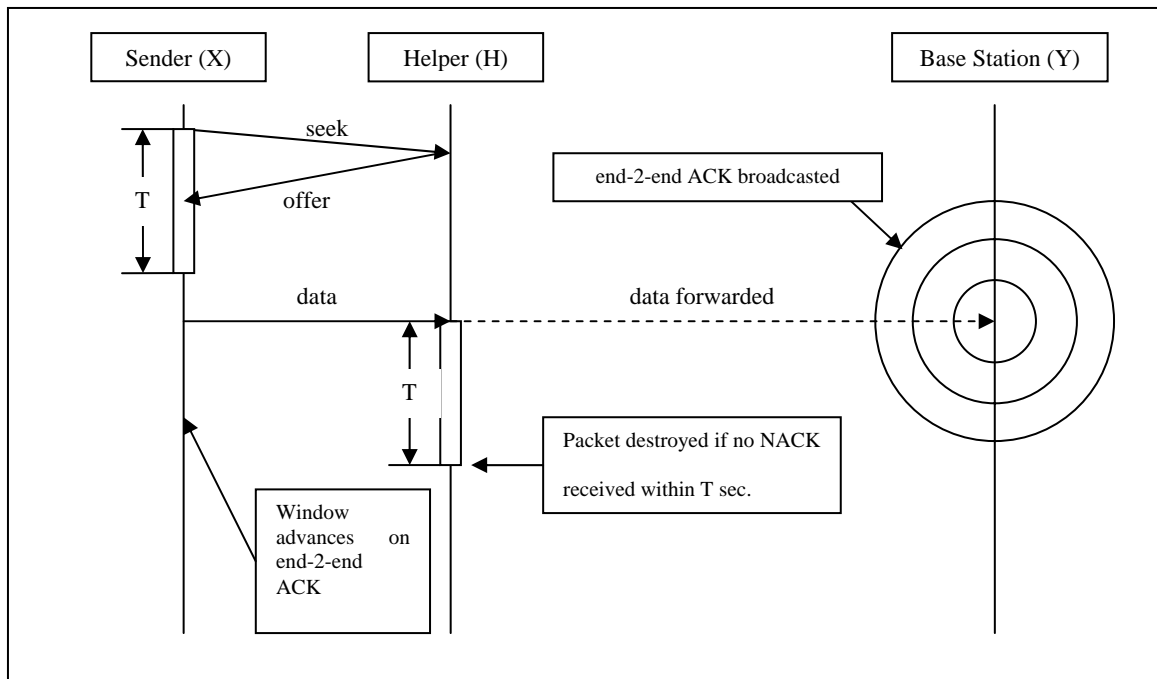 Sender (X)
Helper (H)
Base Station (Y)
seek
end-2-end ACK broadcasted
T
offer
data
data forwarded
T
Packet destroyed if no NACK
received within T sec.
Window
advances on
end-2-end
ACK